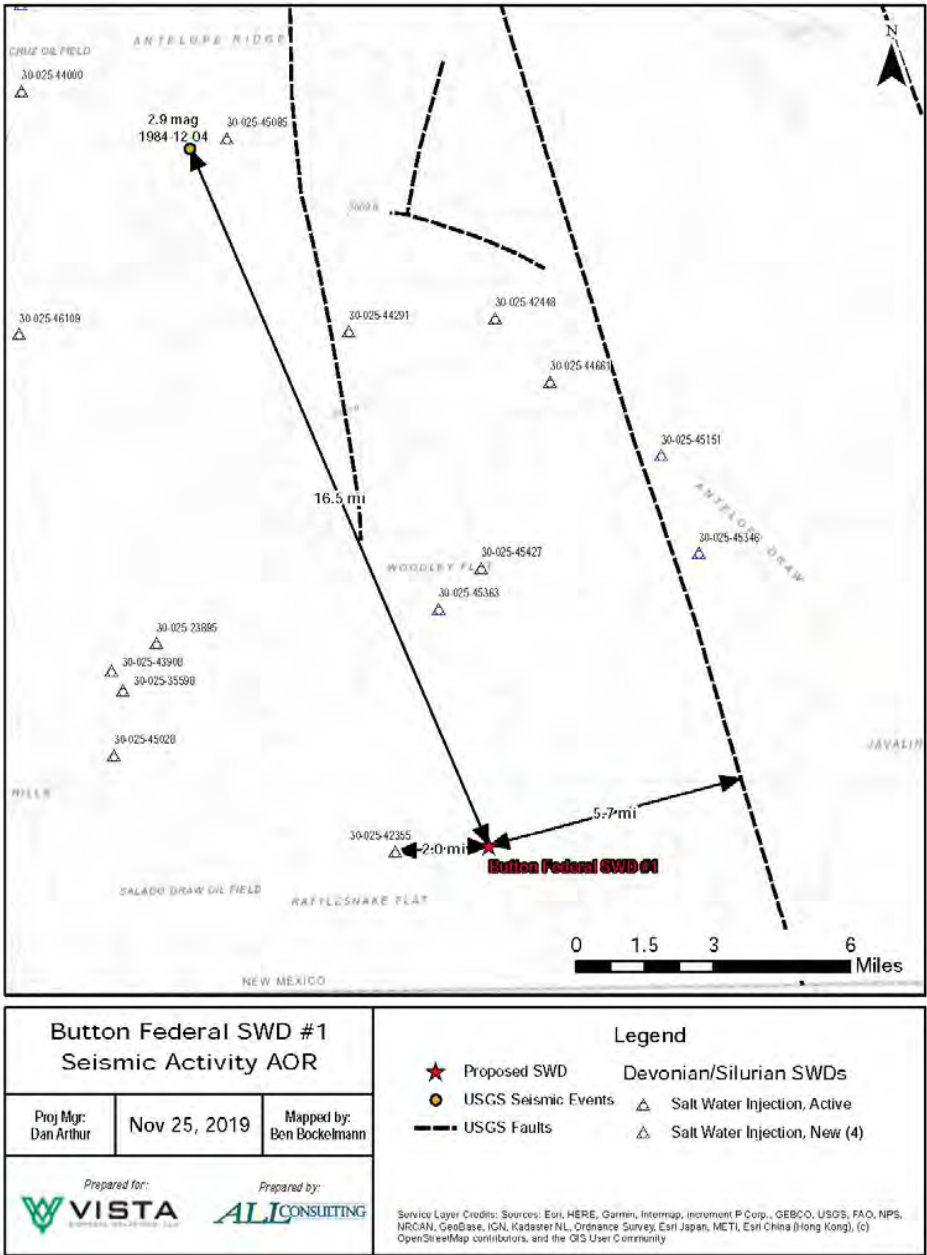 ANTELOPE RIDGE
CRUZ OIL FIELD
30-025-44000
N
2.9 mag
1984-12-04
30-025-45085
30-025-46109
30-025-44291
30-025-42448
30-025-44661
30-025-45151
16.5 mi
ANTELOPE DRAW
30-025-45346
30-025-45427
WOODLEY FLAT
30-025-45363
30-025-23895
30-025-43908
30-025-35598
30-025-45028
JAVALIN
HILLS
5.7 mi
30-025-42355
2.0 mi
Button Federal SWD #1
SALADO DRAW OIL FIELD
RATTLESNAKE FLAT
0 1.5 3 6
Miles
NEW MEXICO
Button Federal SWD #1
Seismic Activity AOR
Proj Mgr:
Dan Arthur
Nov 25, 2019
Mapped by:
Ben Bockelmann
Prepared for:
VISTA
Prepared by:
ALL CONSULTING
Legend
Proposed SWD
USGS Seismic Events
USGS Faults
Devonian/Silurian SWDs
Salt Water Injection, Active
Salt Water Injection, New (4)
Service Layer Credits: Sources: Esri, HERE, Garmin, Intermap, increment P Corp., GEBCO, USGS, FAO, NPS,
NRCAN, GeoBase, IGN, Kadaster NL, Ordnance Survey, Esri Japan, METI, Esri China (Hong Kong), (c)
OpenStreetMap contributors, and the GIS User Community